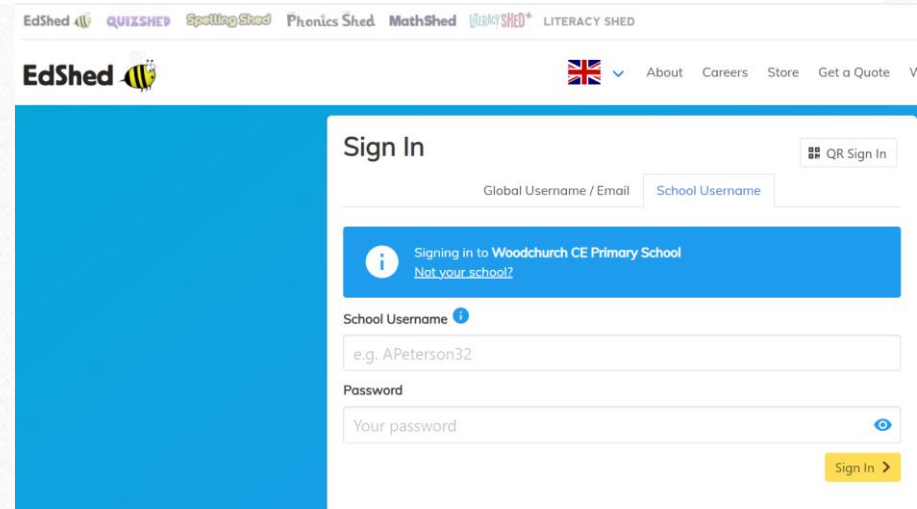 EdShed QUIZSHED Spelling Shed Phonics Shed MathShed LITERACY SHED+ LITERACY SHED
EdShed About Careers Store Get a Quote
Sign In
QR Sign In
Global Username / Email School Username
Signing in to Woodchurch CE Primary School
Not your school?
School Username
e.g. APeterson32
Password
Your password
Sign In